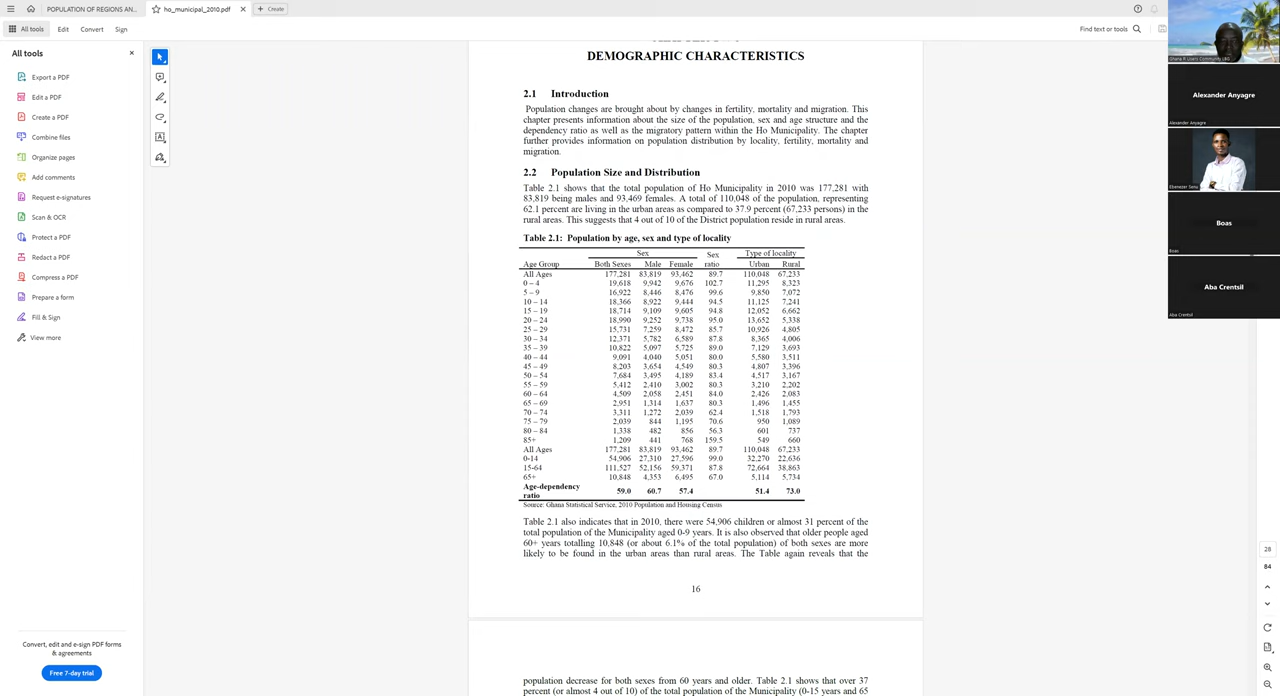 POPULATION OF REGIONS AN...
ho_municipal_2010.pdf
Create
All tools
Edit
Convert
Sign
Find text or tools
All tools
Export a PDF
Edit a PDF
Create a PDF
Combine files
Organize pages
Add comments
Request e-signatures
Scan & OCR
Protect a PDF
Redact a PDF
Compress a PDF
Prepare a form
Fill & Sign
View more
Convert, edit and e-sign PDF forms
& agreements
Free 7-day trial
DEMOGRAPHIC CHARACTERISTICS
2.1 Introduction
Population changes are brought about by changes in fertility, mortality and migration. This
chapter presents information about the size of the population, sex and age structure and the
dependency ratio as well as the migratory pattern within the Ho Municipality. The chapter
further provides information on population distribution by locality, fertility, mortality and
migration.
2.2 Population Size and Distribution
Table 2.1 shows that the total population of Ho Municipality in 2010 was 177,281 with
83,819 being males and 93,469 females. A total of 110,048 of the population, representing
62.1 percent are living in the urban areas as compared to 37.9 percent (67,233 persons) in the
rural areas. This suggests that 4 out of 10 of the District population reside in rural areas.
Table 2.1: Population by age, sex and type of locality
Sex Sex Type of locality
Age Group Both Sexes Male Female ratio Urban Rural
All Ages 177,281 83,819 93,462 89.7 110,048 67,233
0 – 4 19,618 9,942 9,676 102.7 11,295 8,323
5 – 9 16,922 8,446 8,476 99.6 9,850 7,072
10 – 14 18,366 8,922 9,444 94.5 11,125 7,241
15 – 19 18,714 9,109 9,605 94.8 12,052 6,662
20 – 24 18,990 9,252 9,738 95.0 13,652 5,338
25 – 29 15,731 7,259 8,472 85.7 10,926 4,805
30 – 34 12,371 5,782 6,589 87.8 8,365 4,006
35 – 39 10,822 5,097 5,725 89.0 7,129 3,693
40 – 44 9,091 4,040 5,051 80.0 5,580 3,511
45 – 49 8,203 3,654 4,549 80.3 4,807 3,396
50 – 54 7,684 3,495 4,189 83.4 4,517 3,167
55 – 59 5,412 2,410 3,002 80.3 3,210 2,202
60 – 64 4,509 2,058 2,451 84.0 2,426 2,083
65 – 69 2,951 1,314 1,637 80.3 1,496 1,455
70 – 74 3,311 1,272 2,039 62.4 1,518 1,793
75 – 79 2,039 844 1,195 70.6 950 1,089
80 – 84 1,338 482 856 56.3 601 737
85+ 1,209 441 768 159.5 549 660
All Ages 177,281 83,819 93,462 89.7 110,048 67,233
0-14 54,906 27,310 27,596 99.0 32,270 22,636
15-64 111,527 52,156 59,371 87.8 72,664 38,863
65+ 10,848 4,353 6,495 67.0 5,114 5,734
Age-dependency
ratio 59.0 60.7 57.4 51.4 73.0
Source: Ghana Statistical Service, 2010 Population and Housing Census
Table 2.1 also indicates that in 2010, there were 54,906 children or almost 31 percent of the
total population of the Municipality aged 0-9 years. It is also observed that older people aged
60+ years totalling 10,848 (or about 6.1% of the total population) of both sexes are more
likely to be found in the urban areas than rural areas. The Table again reveals that the
16
population decrease for both sexes from 60 years and older. Table 2.1 shows that over 37
percent (or almost 4 out of 10) of the total population of the Municipality (0-15 years and 65
Ghana R Users Community
Alexander Anyagre
Alexander Anyagre
Ebenezer
Boas
Boas
Aba Crentsil
Aba Crentsil
28
84